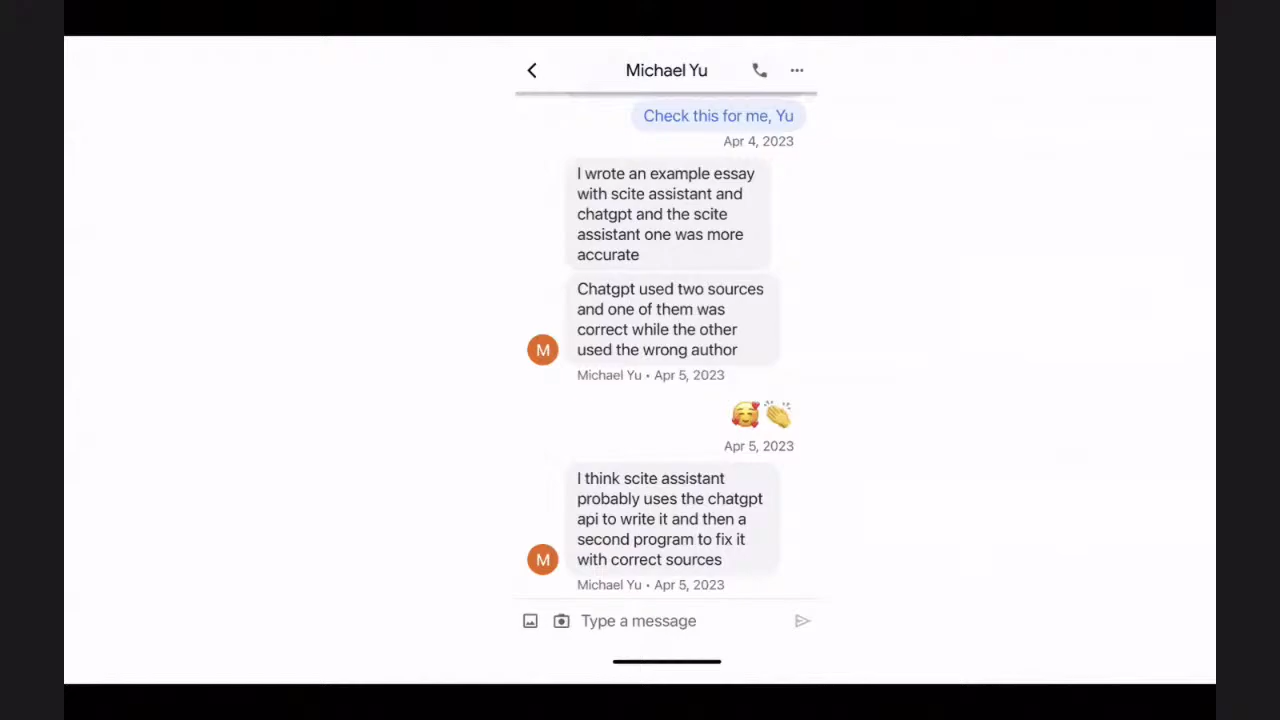 Michael Yu
Check this for me, Yu
Apr 4, 2023
I wrote an example essay
with scite assistant and
chatgpt and the scite
assistant one was more
accurate
Chatgpt used two sources
and one of them was
correct while the other
used the wrong author
M
Michael Yu • Apr 5, 2023
🥰👏
Apr 5, 2023
I think scite assistant
probably uses the chatgpt
api to write it and then a
second program to fix it
with correct sources
M
Michael Yu • Apr 5, 2023
Type a message